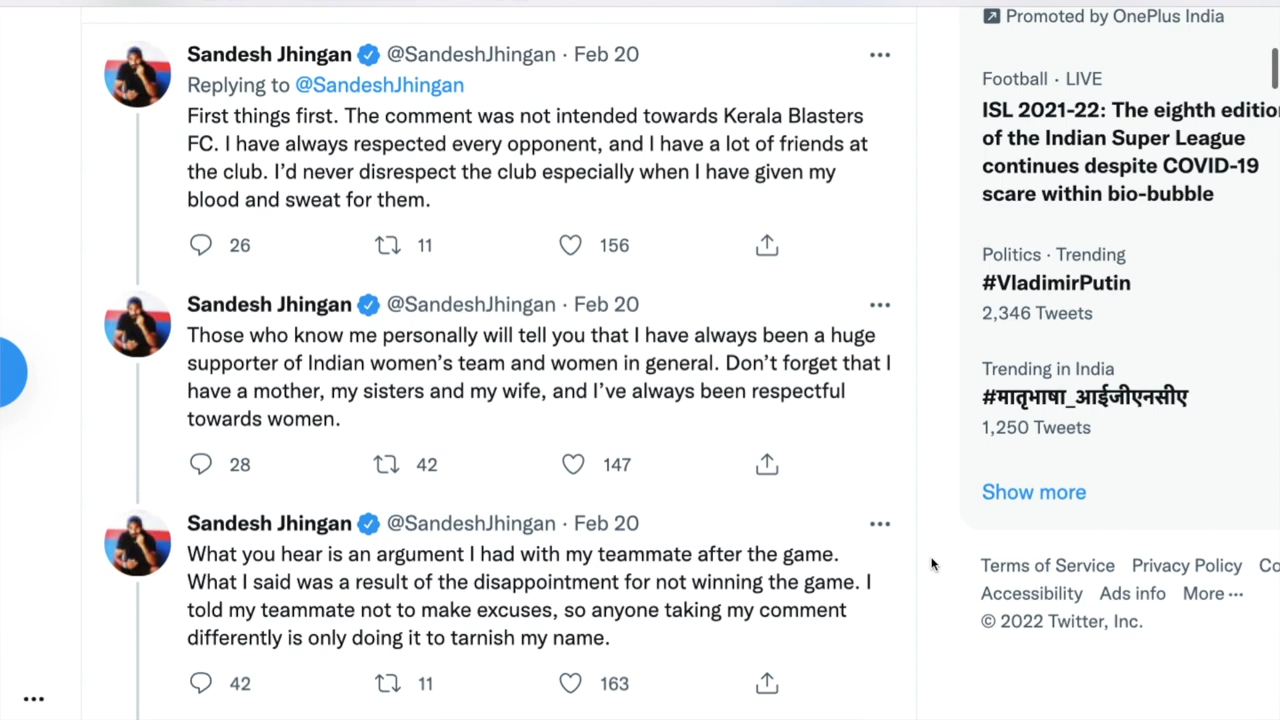 Sandesh Jhingan @SandeshJhingan · Feb 20
Replying to @SandeshJhingan
First things first. The comment was not intended towards Kerala Blasters
FC. I have always respected every opponent, and I have a lot of friends at
the club. I’d never disrespect the club especially when I have given my
blood and sweat for them.
26 11 156
Sandesh Jhingan @SandeshJhingan · Feb 20
Those who know me personally will tell you that I have always been a huge
supporter of Indian women’s team and women in general. Don’t forget that I
have a mother, my sisters and my wife, and I’ve always been respectful
towards women.
28 42 147
Sandesh Jhingan @SandeshJhingan · Feb 20
What you hear is an argument I had with my teammate after the game.
What I said was a result of the disappointment for not winning the game. I
told my teammate not to make excuses, so anyone taking my comment
differently is only doing it to tarnish my name.
42 11 163
Promoted by OnePlus India
Football · LIVE
ISL 2021-22: The eighth editio
of the Indian Super League
continues despite COVID-19
scare within bio-bubble
Politics · Trending
#VladimirPutin
2,346 Tweets
Trending in India
#मातृभाषा_आईजीएनसीए
1,250 Tweets
Show more
Terms of Service Privacy Policy Co
Accessibility Ads info More ···
© 2022 Twitter, Inc.